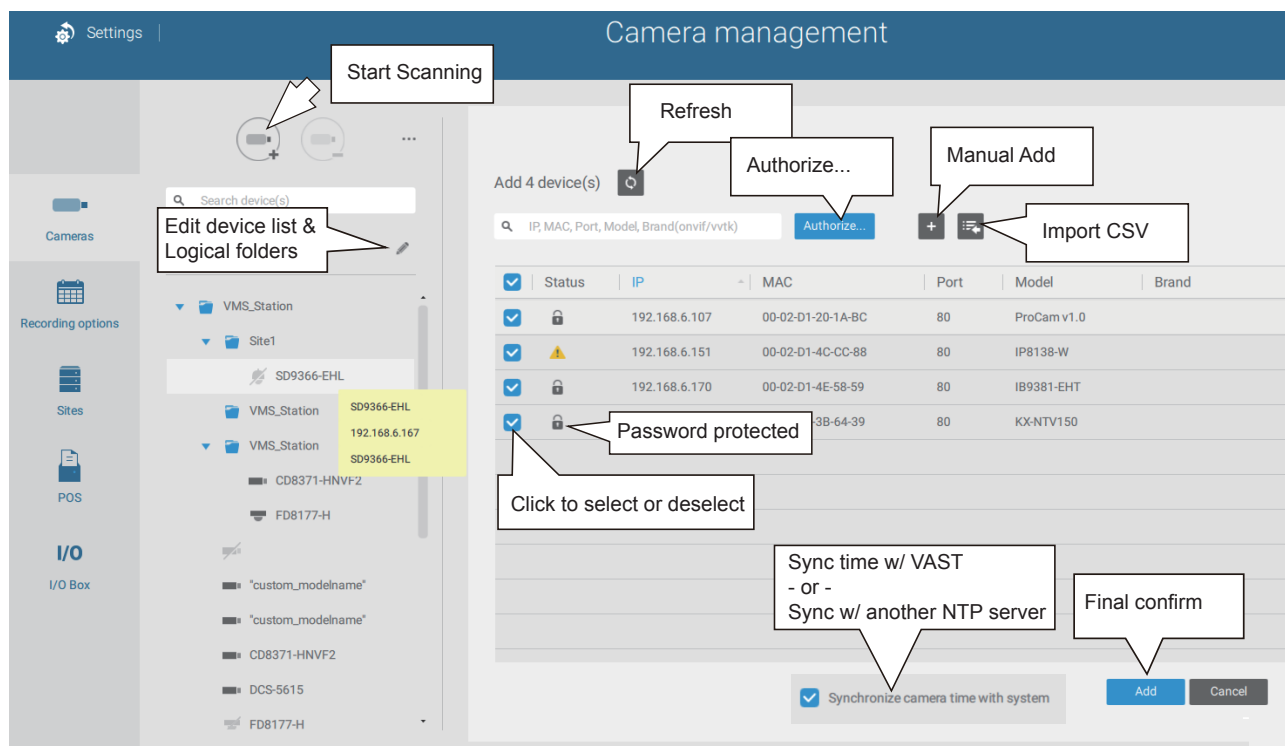 Settings
Camera management
Start Scanning
Refresh
Authorize...
Manual Add
Add 4 device(s)
Search device(s)
Edit device list &
Logical folders
IP, MAC, Port, Model, Brand(onvif/vvtk)
Authorize...
+
Import CSV
Cameras
Recording options
Sites
POS
I/O
I/O Box
VMS_Station
Site1
SD9366-EHL
VMS_Station
VMS_Station
CD8371-HNVF2
FD8177-H
"custom_modelname"
"custom_modelname"
CD8371-HNVF2
DCS-5615
FD8177-H
SD9366-EHL
192.168.6.167
SD9366-EHL
Status IP MAC Port Model Brand
192.168.6.107 00-02-D1-20-1A-BC 80 ProCam v1.0
192.168.6.151 00-02-D1-4C-CC-88 80 IP8138-W
192.168.6.170 00-02-D1-4E-58-59 80 IB9381-EHT
-3B-64-39 80 KX-NTV150
Password protected
Click to select or deselect
Sync time w/ VAST
- or -
Sync w/ another NTP server
Final confirm
Synchronize camera time with system
Add
Cancel